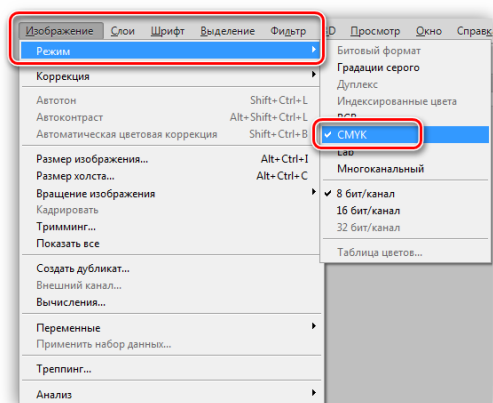 Изображение Слои Шрифт Выделение Фильтр 3D Просмотр Окно Справк
Режим
Коррекция
Автотон Shift+Ctrl+L
Автоконтраст Alt+Shift+Ctrl+L
Автоматическая цветовая коррекция Shift+Ctrl+B
Размер изображения... Alt+Ctrl+I
Размер холста... Alt+Ctrl+C
Вращение изображения
Кадрировать
Тримминг...
Показать все
Создать дубликат...
Внешний канал...
Вычисления...
Переменные
Применить набор данных...
Треппинг...
Анализ
Битовый формат
Градации серого
Дуплекс
Индексированные цвета
RGB
CMYK
Lab
Многоканальный
8 бит/канал
16 бит/канал
32 бит/канал
Таблица цветов...